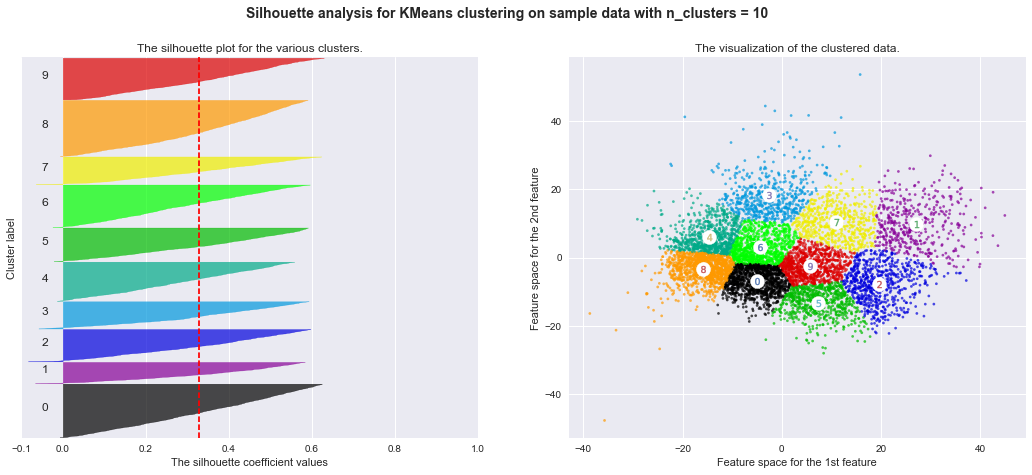 Silhouette analysis for KMeans clustering on sample data with n_clusters = 10
The silhouette plot for the various clusters.
9
8
7
6
5
4
3
2
1
0
Cluster label
−0.1 0.0 0.2 0.4 0.6 0.8 1.0
The silhouette coefficient values
The visualization of the clustered data.
40
20
0
−20
−40
Feature space for the 2nd feature
3
7
1
4
6
9
8
0
2
5
−40 −20 0 20 40
Feature space for the 1st feature